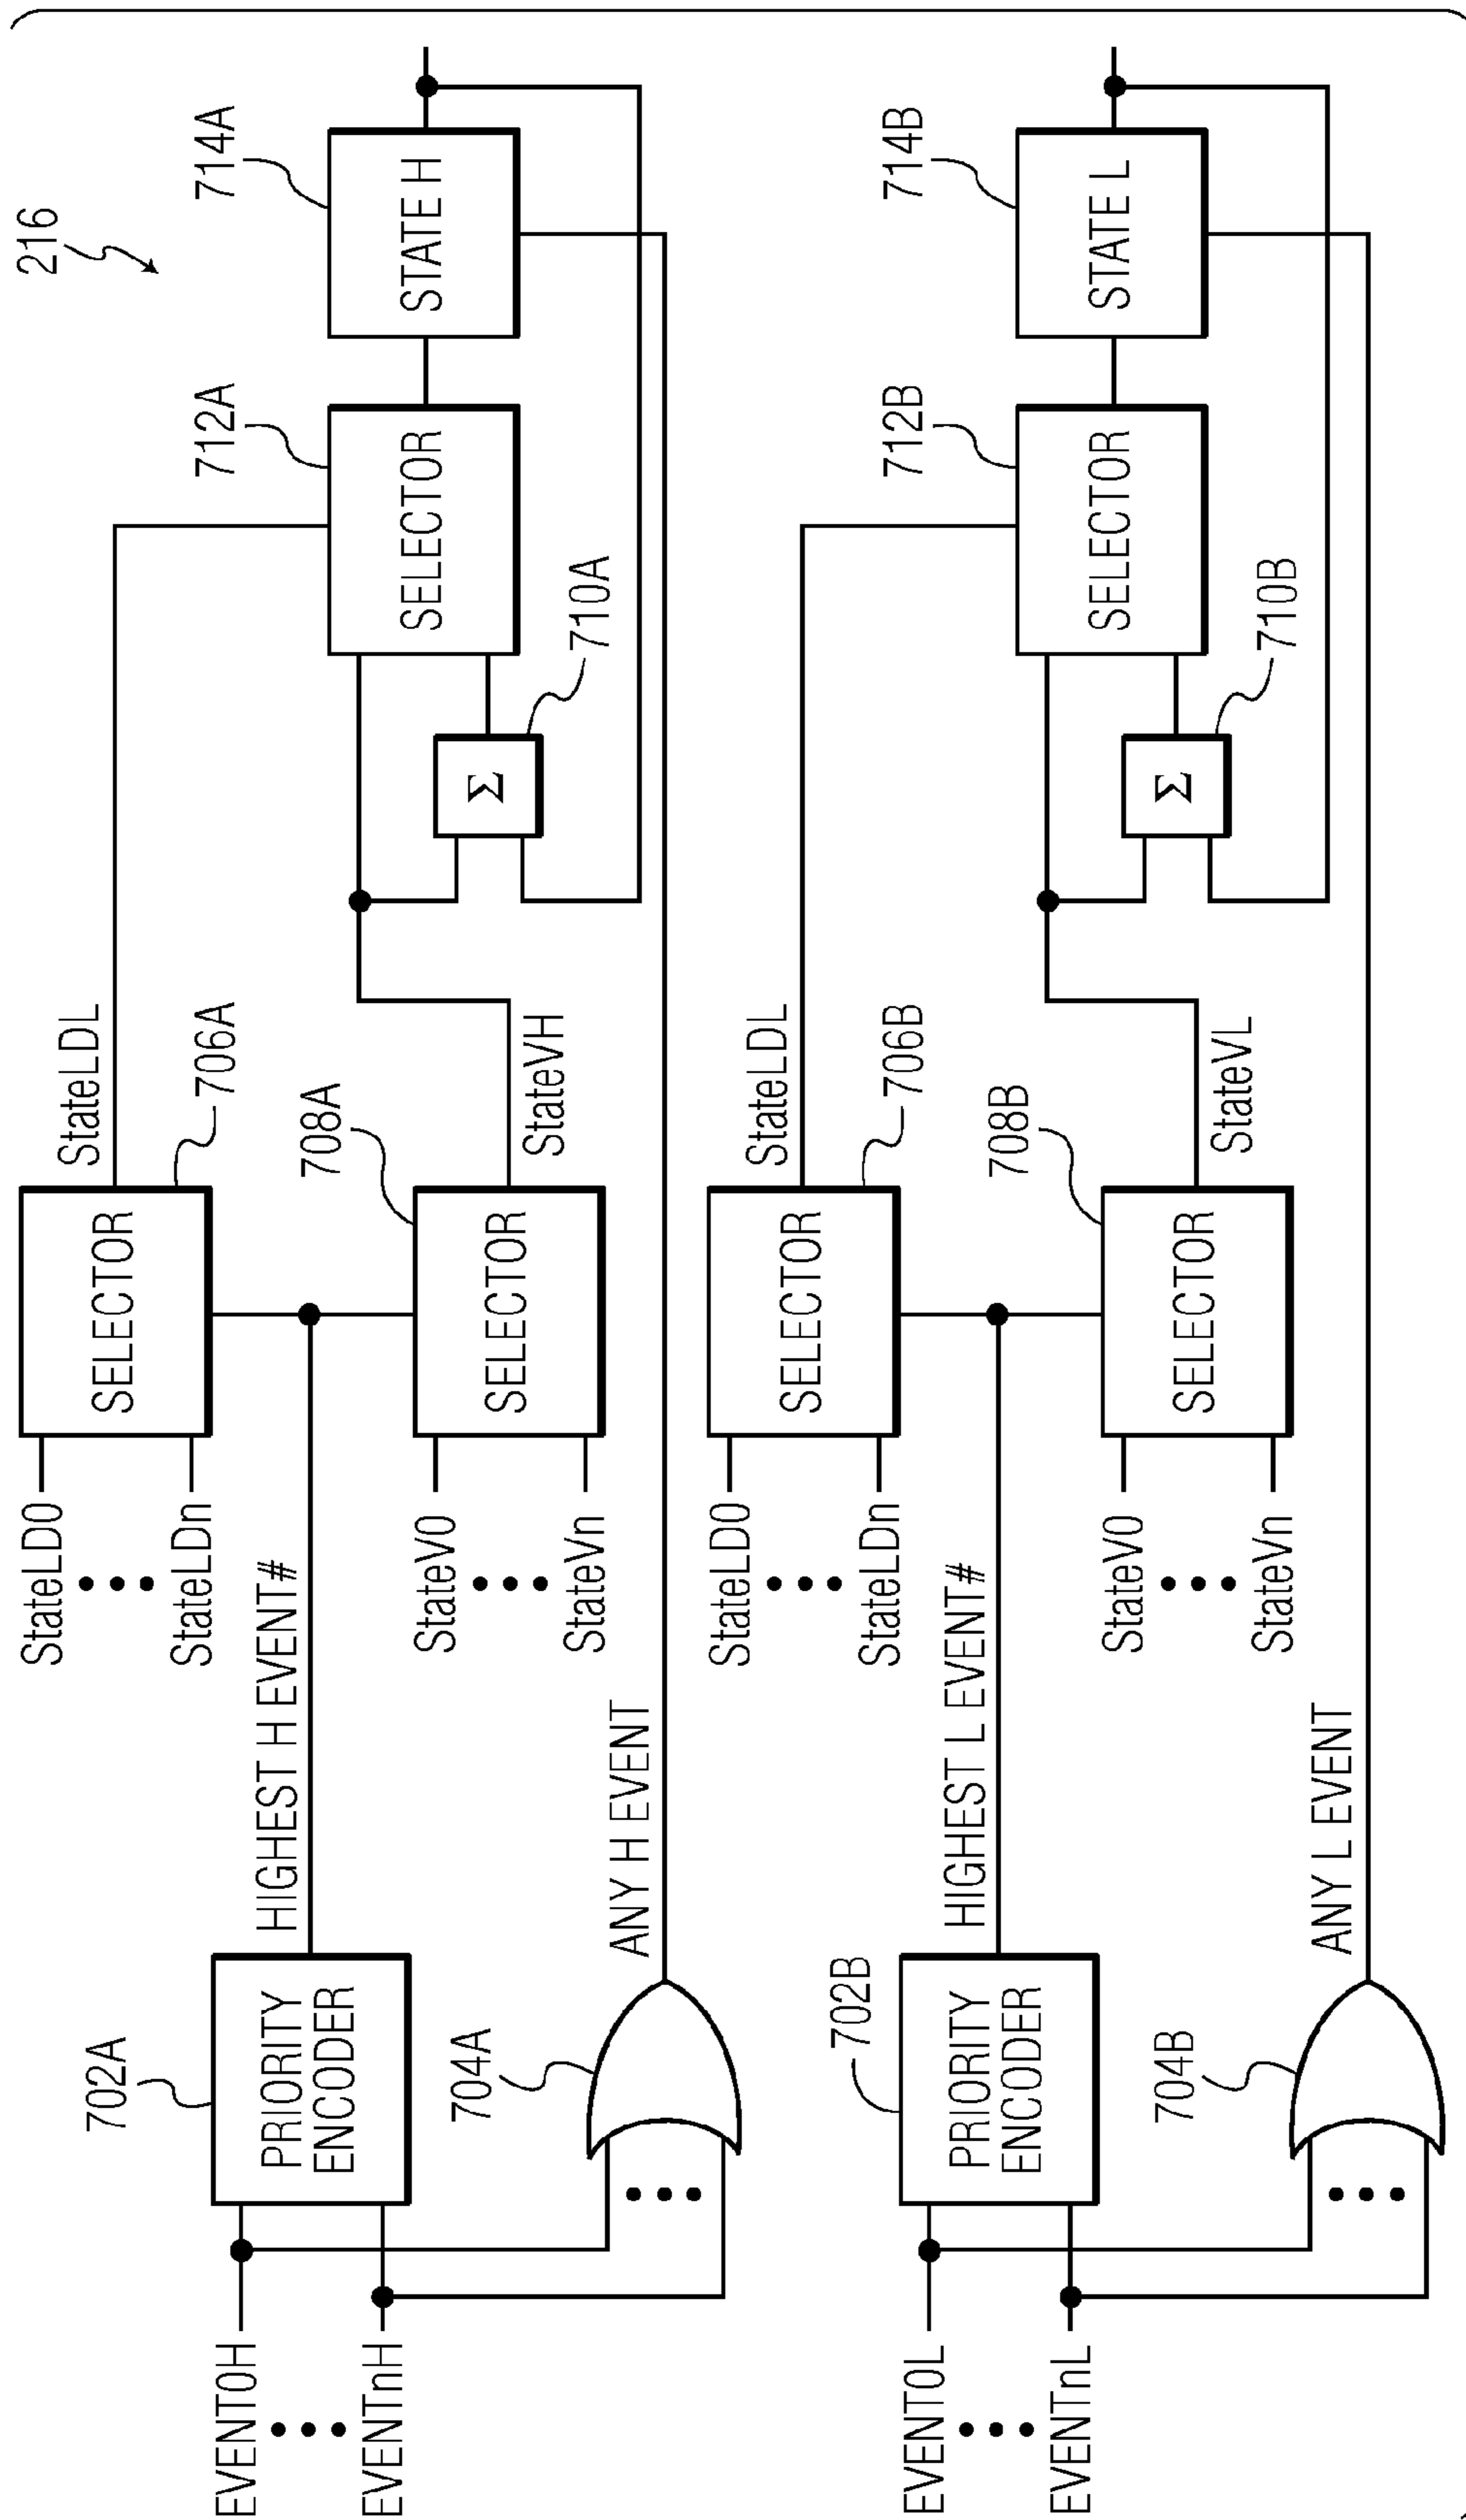 216
EVENT0H
EVENTnH
702A
PRIORITY
ENCODER
704A
HIGHEST H EVENT#
ANY H EVENT
StateLD0
StateLDn
StateV0
StateVn
SELECTOR
SELECTOR
StateLDL
706A
708A
StateVH
Σ
710A
SELECTOR
712A
STATE H
714A
EVENT0L
EVENTnL
702B
PRIORITY
ENCODER
704B
HIGHEST L EVENT#
ANY L EVENT
StateLD0
StateLDn
StateV0
StateVn
SELECTOR
SELECTOR
StateLDL
706B
708B
StateVL
Σ
710B
SELECTOR
712B
STATE L
714B